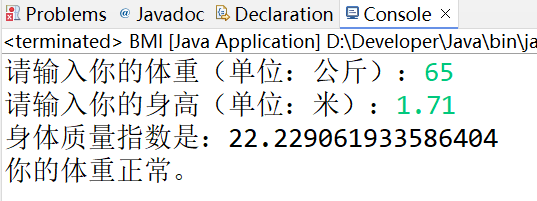 Problems @ Javadoc Declaration Console ×
<terminated> BMI [Java Application] D:\Developer\Java\bin\ja
请输入你的体重（单位：公斤）：65
请输入你的身高（单位：米）：1.71
身体质量指数是：22.229061933586404
你的体重正常。